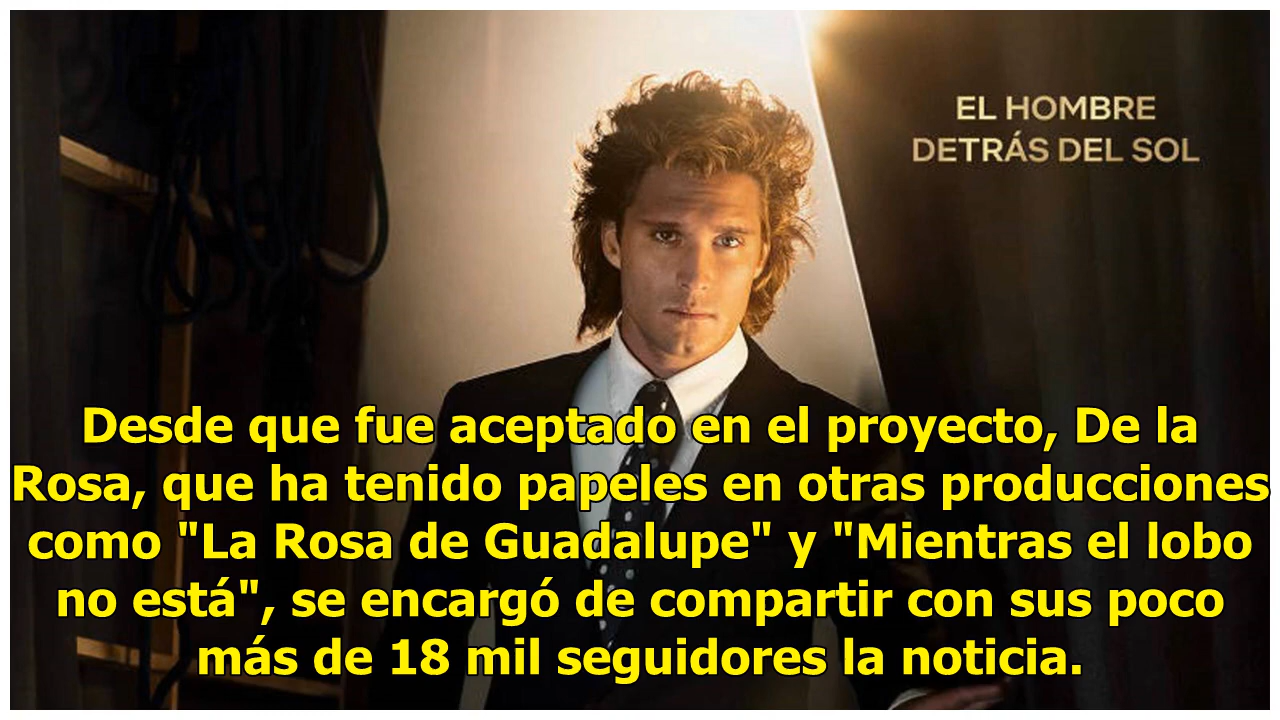 EL HOMBRE
DETRÁS DEL SOL
Desde que fue aceptado en el proyecto, De la
Rosa, que ha tenido papeles en otras producciones
como "La Rosa de Guadalupe" y "Mientras el lobo
no está", se encargó de compartir con sus poco
más de 18 mil seguidores la noticia.